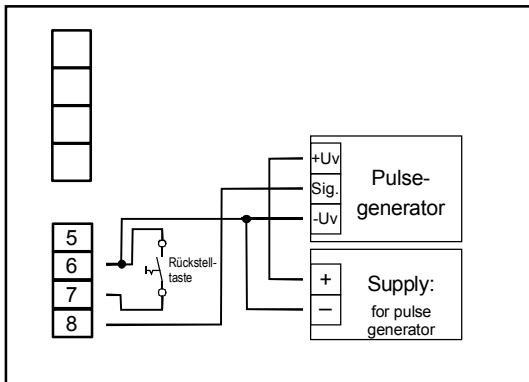 5
6
7
8
Rückstell-
taste
+Uv
Sig.
-Uv
Pulse-
generator
+
–
Supply:
for pulse
generator